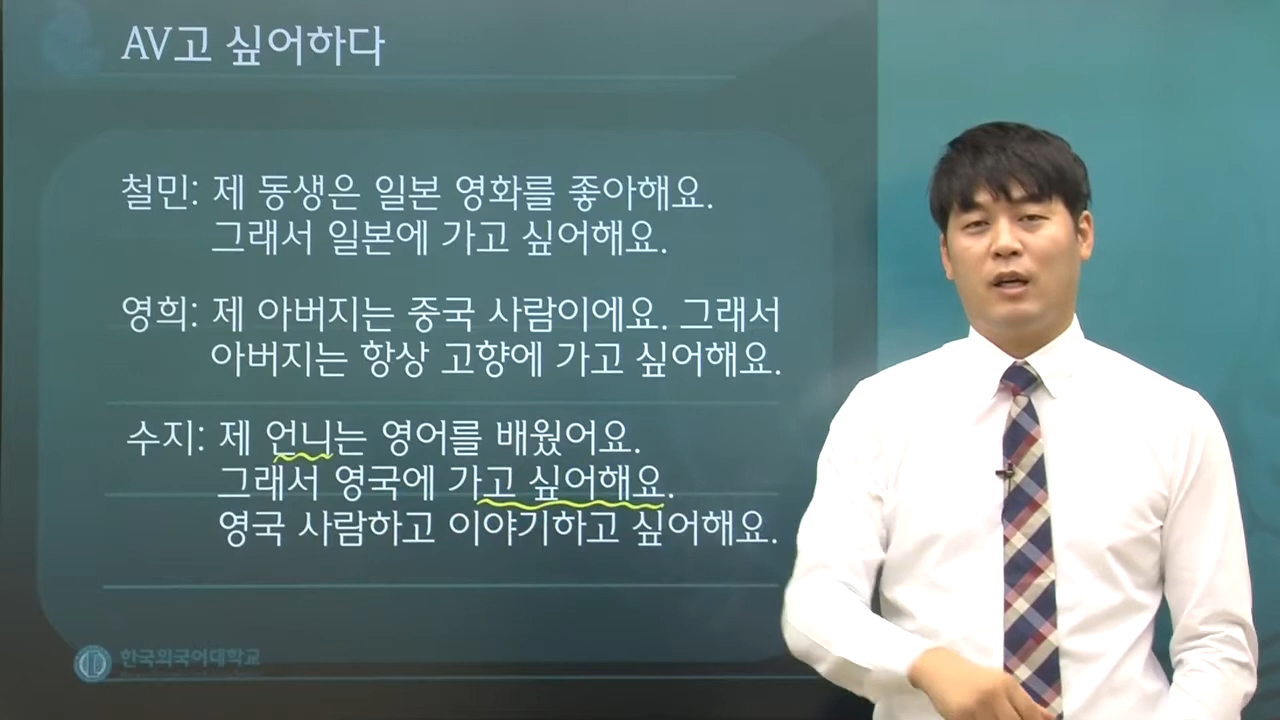 AV고 싶어하다
철민: 제 동생은 일본 영화를 좋아해요.
그래서 일본에 가고 싶어해요.
영희: 제 아버지는 중국 사람이에요. 그래서
아버지는 항상 고향에 가고 싶어해요.
수지: 제 언니는 영어를 배웠어요.
그래서 영국에 가고 싶어해요.
영국 사람하고 이야기하고 싶어해요.
한국외국어대학교